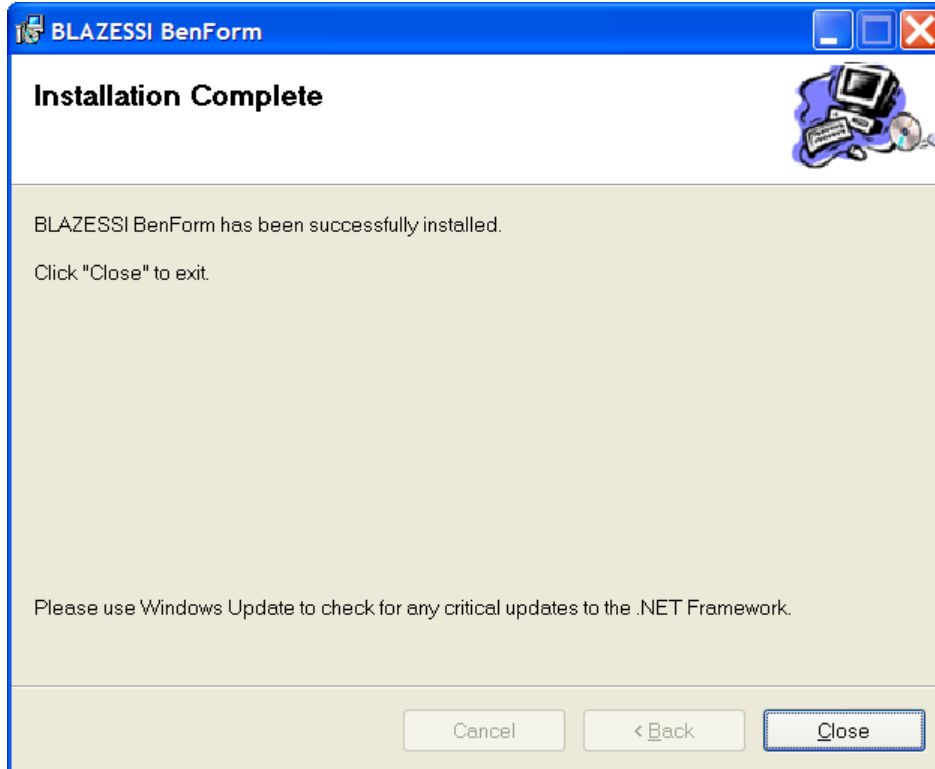 BLAZESSI BenForm
Installation Complete
BLAZESSI BenForm has been successfully installed.
Click "Close" to exit.
Please use Windows Update to check for any critical updates to the .NET Framework.
Cancel
< Back
Close